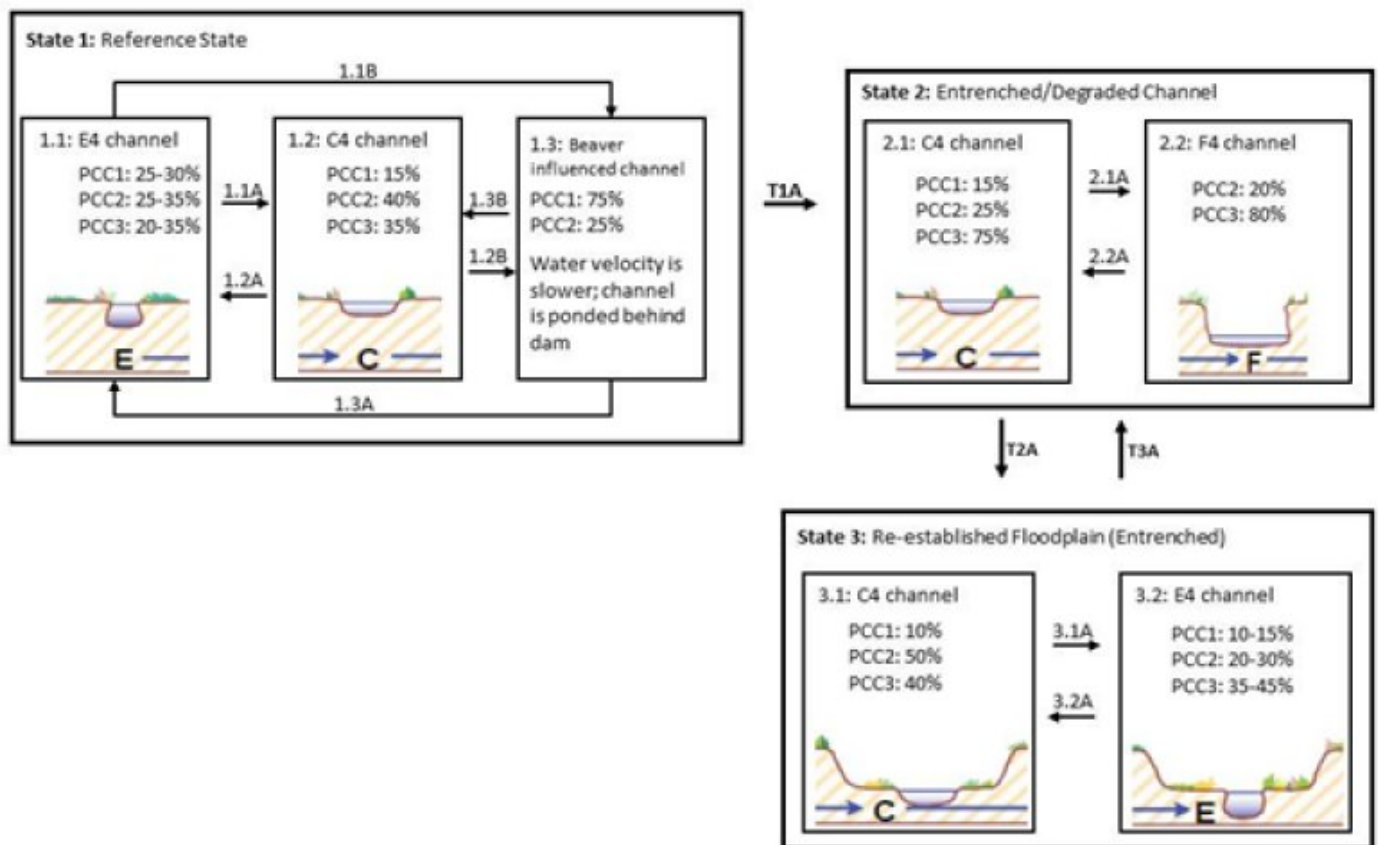 State 1: Reference State
1.1B
1.1: E4 channel
PCC1: 25-30%
PCC2: 25-35%
PCC3: 20-35%
E
1.1A
1.2A
1.2: C4 channel
PCC1: 15%
PCC2: 40%
PCC3: 35%
C
1.3B
1.2B
1.3: Beaver
influenced channel
PCC1: 75%
PCC2: 25%
Water velocity is
slower; channel
is ponded behind
dam
1.3A
T1A
State 2: Entrenched/Degraded Channel
2.1: C4 channel
PCC1: 15%
PCC2: 25%
PCC3: 75%
C
2.1A
2.2A
2.2: F4 channel
PCC2: 20%
PCC3: 80%
F
T2A
T3A
State 3: Re-established Floodplain (Entrenched)
3.1: C4 channel
PCC1: 10%
PCC2: 50%
PCC3: 40%
C
3.1A
3.2A
3.2: E4 channel
PCC1: 10-15%
PCC2: 20-30%
PCC3: 35-45%
E